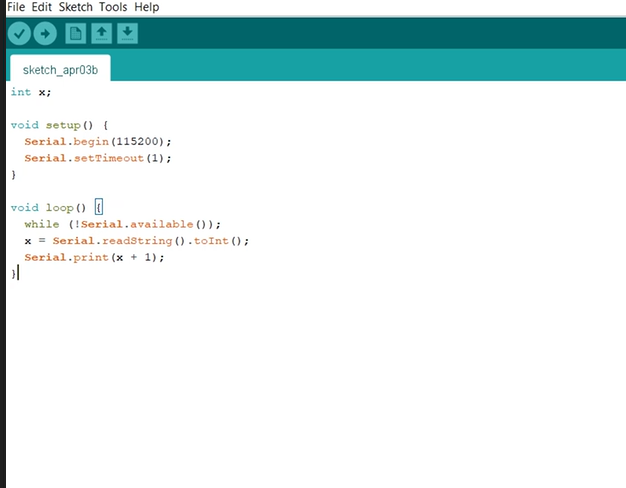 File Edit Sketch Tools Help
sketch_apr03b
int x;
void setup() {
  Serial.begin(115200);
  Serial.setTimeout(1);
}
void loop() {
  while (!Serial.available());
  x = Serial.readString().toInt();
  Serial.print(x + 1);
}